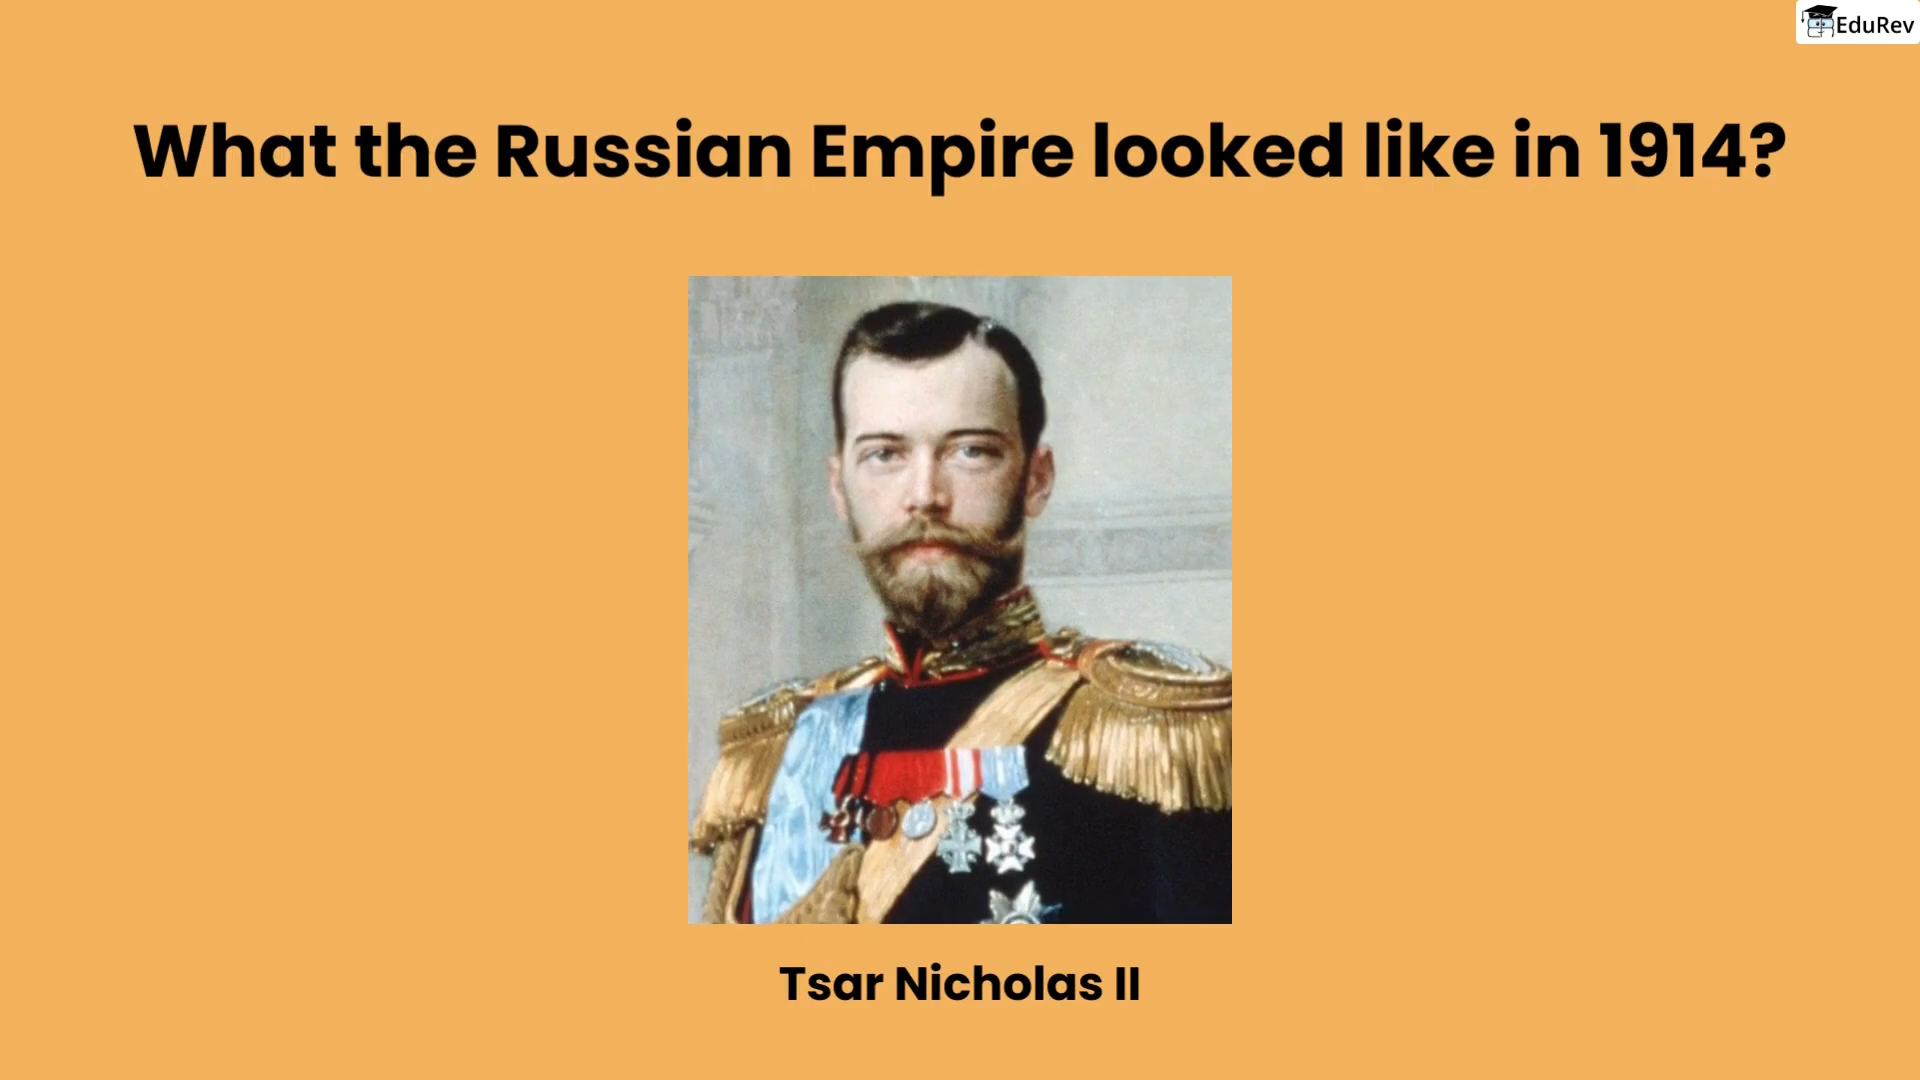 EduRev
What the Russian Empire looked like in 1914?
Tsar Nicholas II